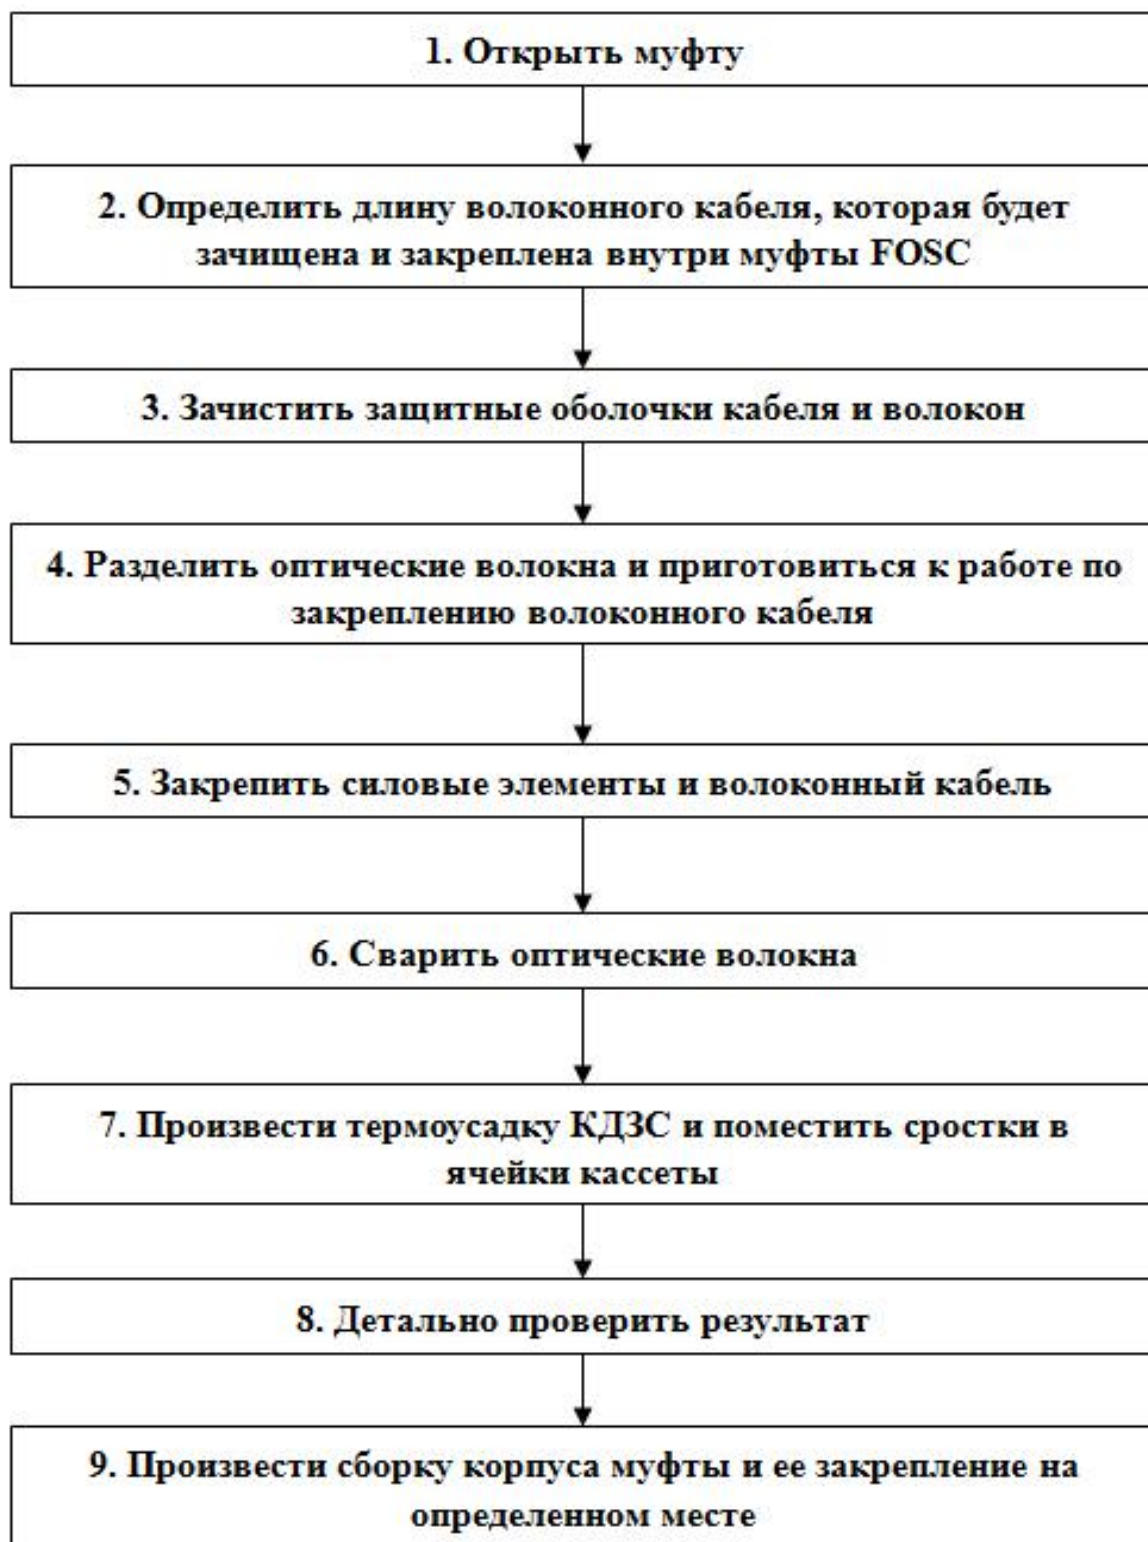 1. Открыть муфту
2. Определить длину волоконного кабеля, которая будет
зачищена и закреплена внутри муфты FOSC
3. Зачистить защитные оболочки кабеля и волокон
4. Разделить оптические волокна и приготовиться к работе по
закреплению волоконного кабеля
5. Закрепить силовые элементы и волоконный кабель
6. Сварить оптические волокна
7. Произвести термоусадку КДЗС и поместить сростки в
ячейки кассеты
8. Детально проверить результат
9. Произвести сборку корпуса муфты и ее закрепление на
определенном месте